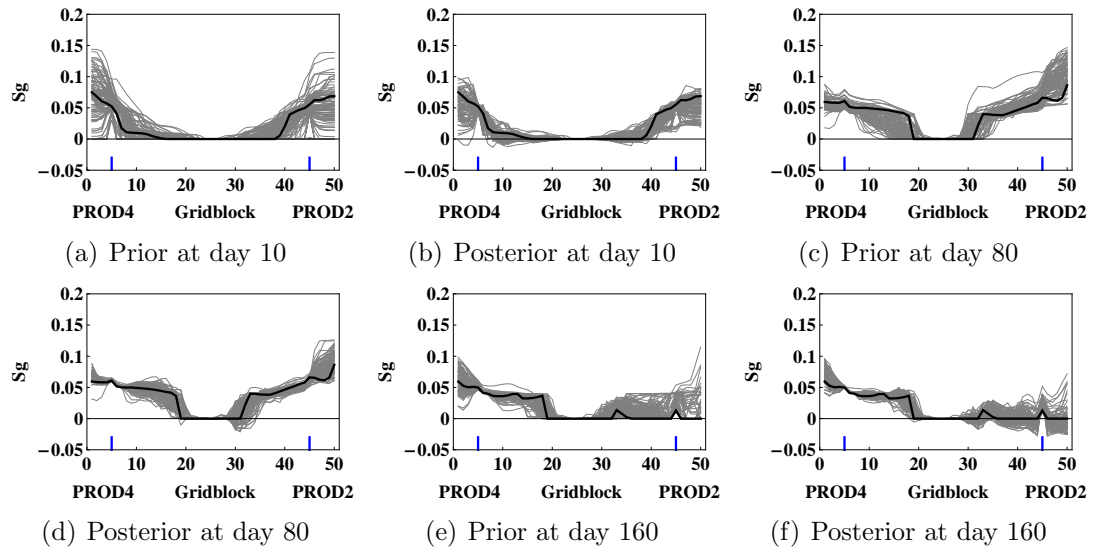 0.2 0.2 0.2
0.15 0.15 0.15
0.1 0.1 0.1
Sg Sg Sg
0.05 0.05 0.05
0 0 0
−0.05 −0.05 −0.05
0 10 20 30 40 50 0 10 20 30 40 50 0 10 20 30 40 50
PROD4 Gridblock PROD2 PROD4 Gridblock PROD2 PROD4 Gridblock PROD2
(a) Prior at day 10 (b) Posterior at day 10 (c) Prior at day 80
0.2 0.2 0.2
0.15 0.15 0.15
0.1 0.1 0.1
Sg Sg Sg
0.05 0.05 0.05
0 0 0
−0.05 −0.05 −0.05
0 10 20 30 40 50 0 10 20 30 40 50 0 10 20 30 40 50
PROD4 Gridblock PROD2 PROD4 Gridblock PROD2 PROD4 Gridblock PROD2
(d) Posterior at day 80 (e) Prior at day 160 (f) Posterior at day 160